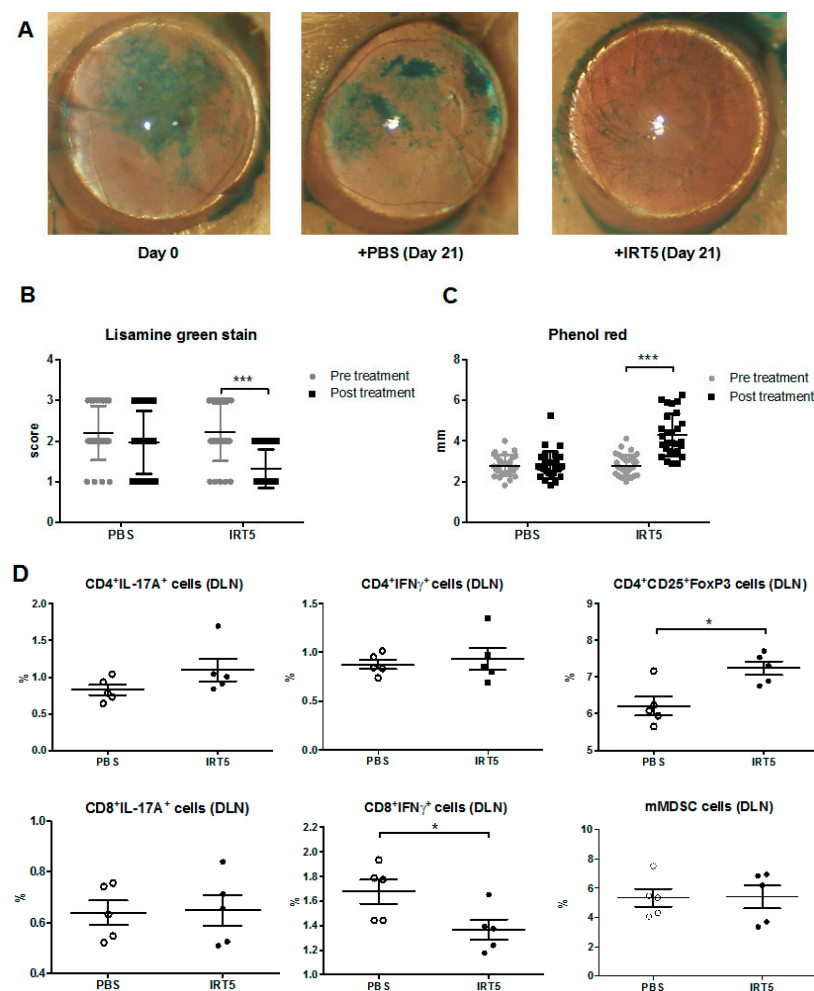 A
Day 0
+PBS (Day 21)
+IRT5 (Day 21)
B
Lisamine green stain
4
3
2
1
0
score
***
PBS
IRT5
Pre treatment
Post treatment
C
Phenol red
8
6
4
2
0
mm
***
PBS
IRT5
Pre treatment
Post treatment
D
CD4⁺IL-17A⁺ cells (DLN)
2.0
1.5
1.0
0.5
0.0
%
PBS
IRT5
CD4⁺IFNγ⁺ cells (DLN)
1.5
1.0
0.5
0.0
%
PBS
IRT5
CD4⁺CD25⁺FoxP3 cells (DLN)
9
8
7
6
5
%
*
PBS
IRT5
CD8⁺IL-17A⁺ cells (DLN)
1.0
0.8
0.6
0.4
%
PBS
IRT5
CD8⁺IFNγ⁺ cells (DLN)
2.2
2.0
1.8
1.6
1.4
1.2
1.0
%
*
PBS
IRT5
mMDSC cells (DLN)
10
8
6
4
2
0
%
PBS
IRT5